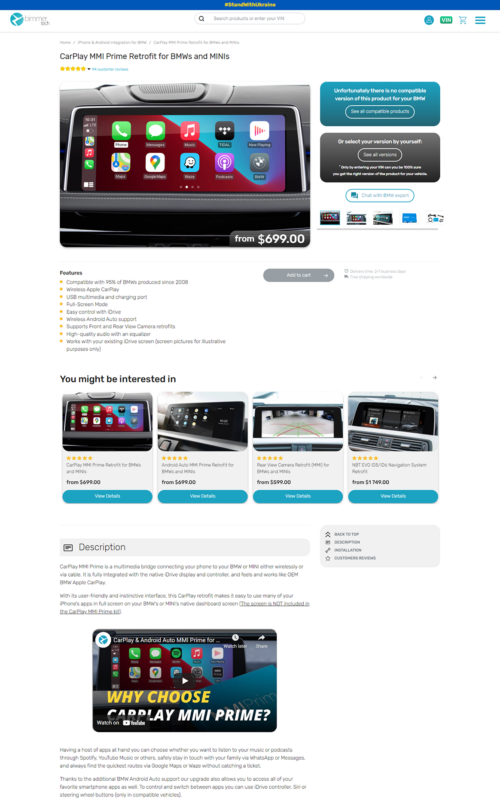 #StandWithUkraine
bimmer
tech
Search products or enter your VIN
VIN
Home / iPhone & Android Integration for BMW / CarPlay MMI Prime Retrofit for BMWs and MINIs
CarPlay MMI Prime Retrofit for BMWs and MINIs
customer reviews
Unfortunately there is no compatible
version of this product for your BMW
See all compatible products
Or select your version by yourself:
See all versions
* Only by entering your VIN can you be 100% sure
you get the right version of the product for your vehicle.
Chat with BMW expert
10:31
Phone
Messages
Music
TIDAL
Now Playing
Maps
Google Maps
Waze
Podcasts
from $699.00
Features
Compatible with 95% of BMWs produced since 2008
Wireless Apple CarPlay
USB multimedia and charging port
Full-Screen Mode
Easy control with iDrive
Wireless Android Auto support
Supports Front and Rear View Camera retrofits
High-quality audio with an equalizer
Works with your existing iDrive screen (screen pictures for illustrative
purposes only)
Add to cart →
Free shipping worldwide
You might be interested in
→
CarPlay MMI Prime Retrofit for BMWs
and MINIs
from $699.00
View Details
Android Auto MMI Prime Retrofit for
BMWs and MINIs
from $699.00
View Details
Rear View Camera Retrofit (MMI) for
BMWs and MINIs
from $599.00
View Details
NBT EVO ID5/ID6 Navigation System
Retrofit
from $1 749.00
View Details
Description
BACK TO TOP
DESCRIPTION
INSTALLATION
CUSTOMERS REVIEWS
CarPlay MMI Prime is a multimedia bridge connecting your phone to your BMW or MINI either wirelessly or
via cable. It is fully integrated with the native iDrive display and controller, and feels and works like OEM
BMW Apple CarPlay.
With its user-friendly and instinctive interface, this CarPlay retrofit makes it easy to use many of your
iPhone's apps in full screen on your BMW's or MINI's native dashboard screen (The screen is NOT included in
the CarPlay MMI Prime kit).
CarPlay & Android Auto MMI Prime for ...
Watch later
Share
WHY CHOOSE
CARPLAY MMI PRIME?
Watch on YouTube
Having a host of apps at hand you can choose whether you want to listen to your music or podcasts
through Spotify, YouTube Music or others, safely stay in touch with your family via WhatsApp or Messages,
and always find the quickest routes via Google Maps or Waze without catching a ticket.
Thanks to the additional BMW Android Auto support our upgrade also allows you to access all of your
favorite smartphone apps as well. To control and switch between apps you can use iDrive controller, Siri or
steering wheel buttons (only in compatible vehicles).